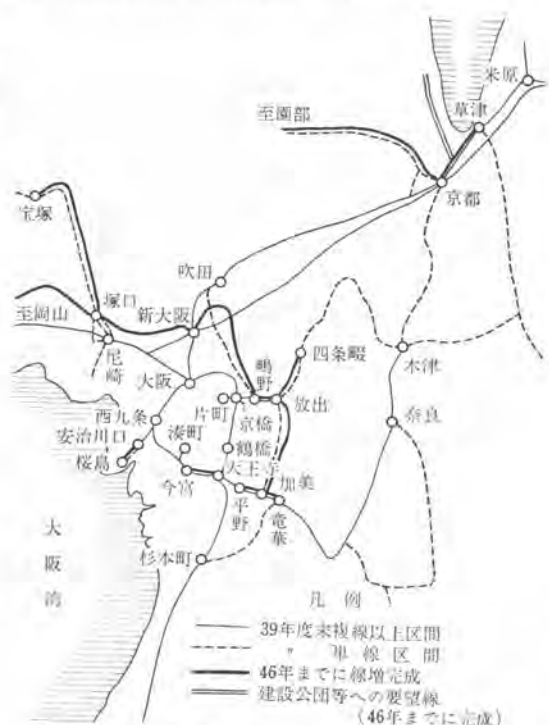 米原
草津
至園部
京都
宝塚
吹田
塚口
至岡山
新大阪
尼崎
四条畷
鴫野
大阪
放出
木津
片町
京橋
西九条
湊町
奈良
安治川口
鶴橋
桜島
天王寺
加美
今宮
平野
竜華
大阪湾
杉本町
凡例
39年度末複線以上区間
〃 単線区間
46年までに線増完成
建設公団等への要望線
(46年までに完成)